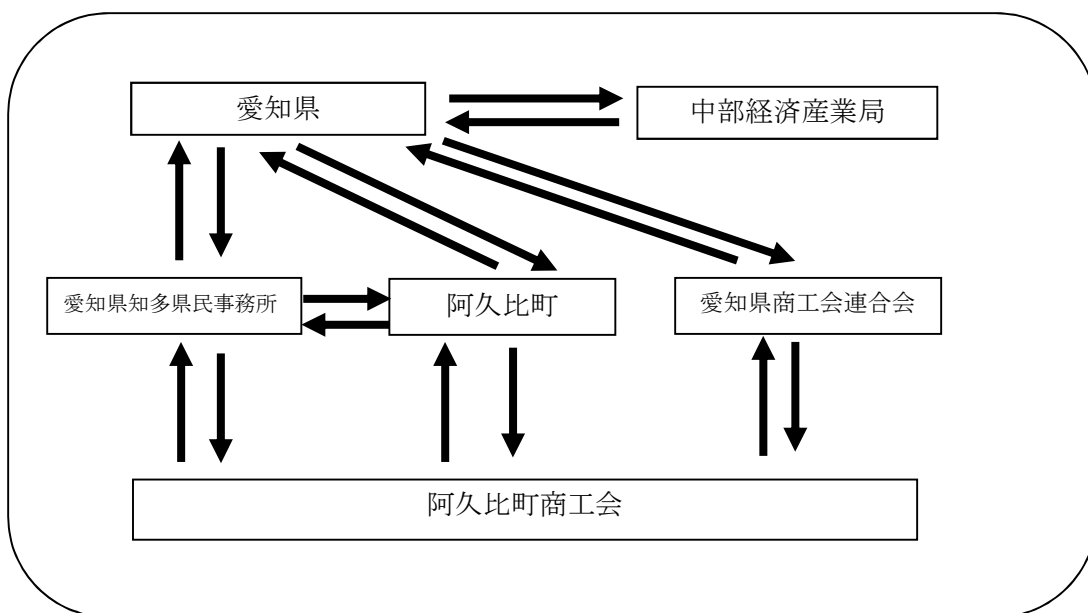 愛知県
中部経済産業局
愛知県知多県民事務所
阿久比町
愛知県商工会連合会
阿久比町商工会